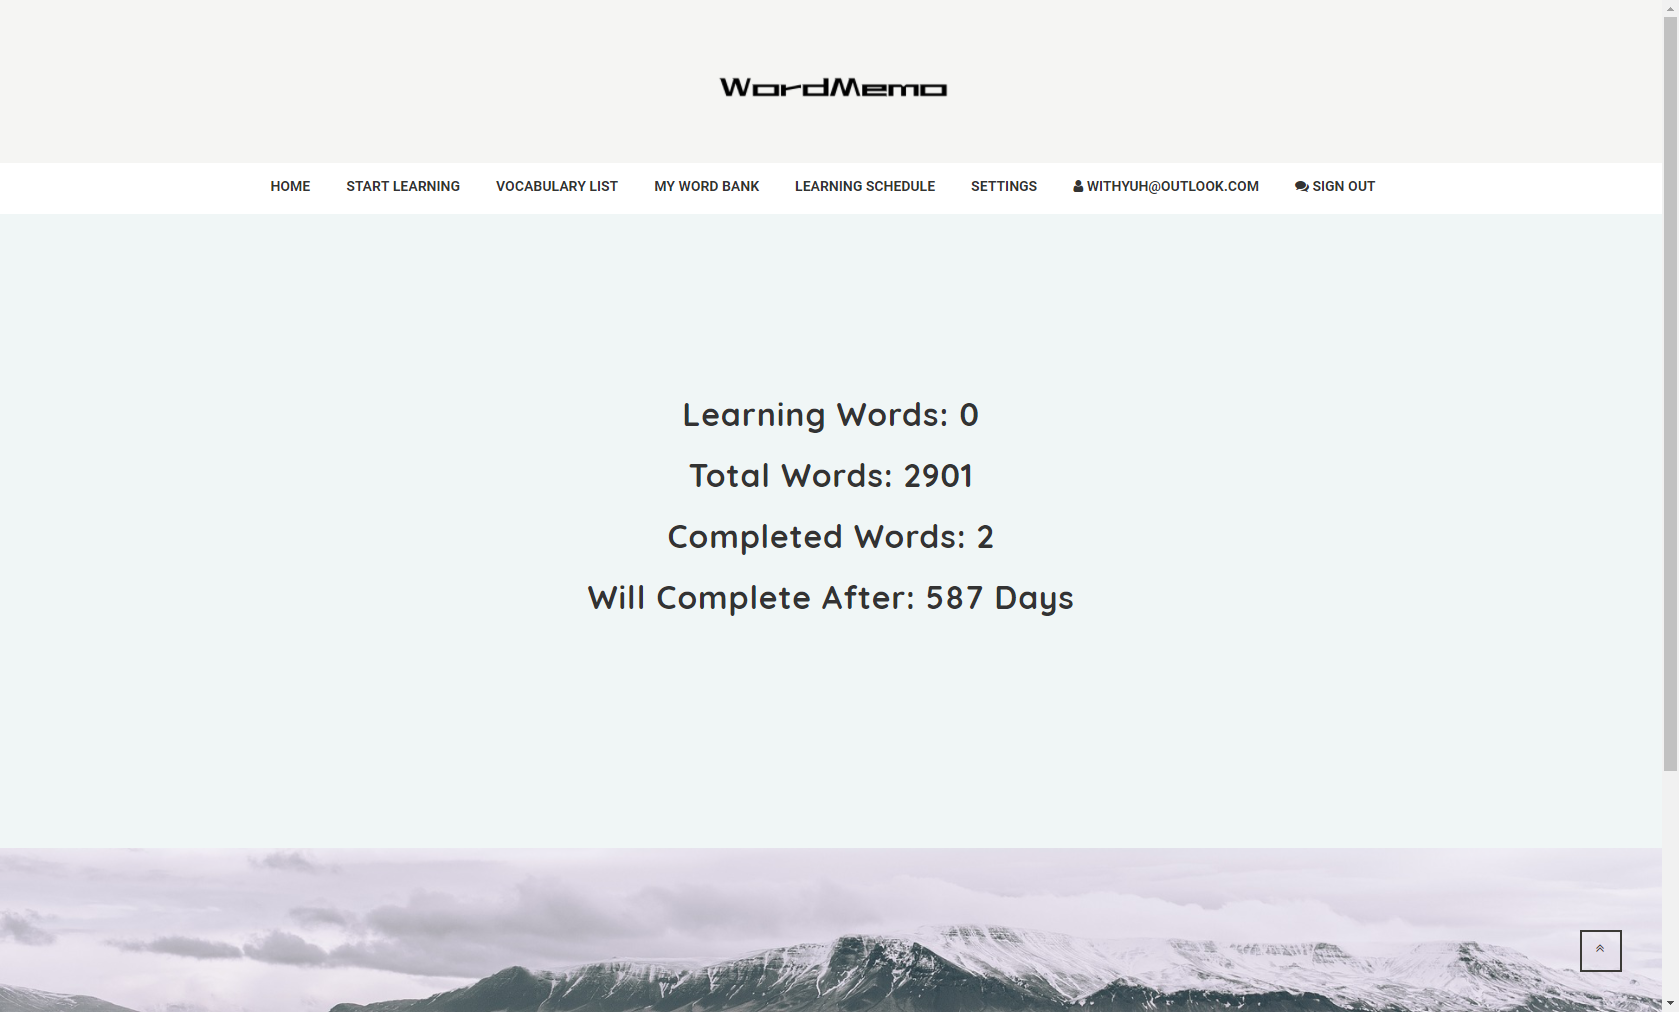 WordMemo
HOME START LEARNING VOCABULARY LIST MY WORD BANK LEARNING SCHEDULE SETTINGS WITHYUH@OUTLOOK.COM SIGN OUT
Learning Words: 0
Total Words: 2901
Completed Words: 2
Will Complete After: 587 Days